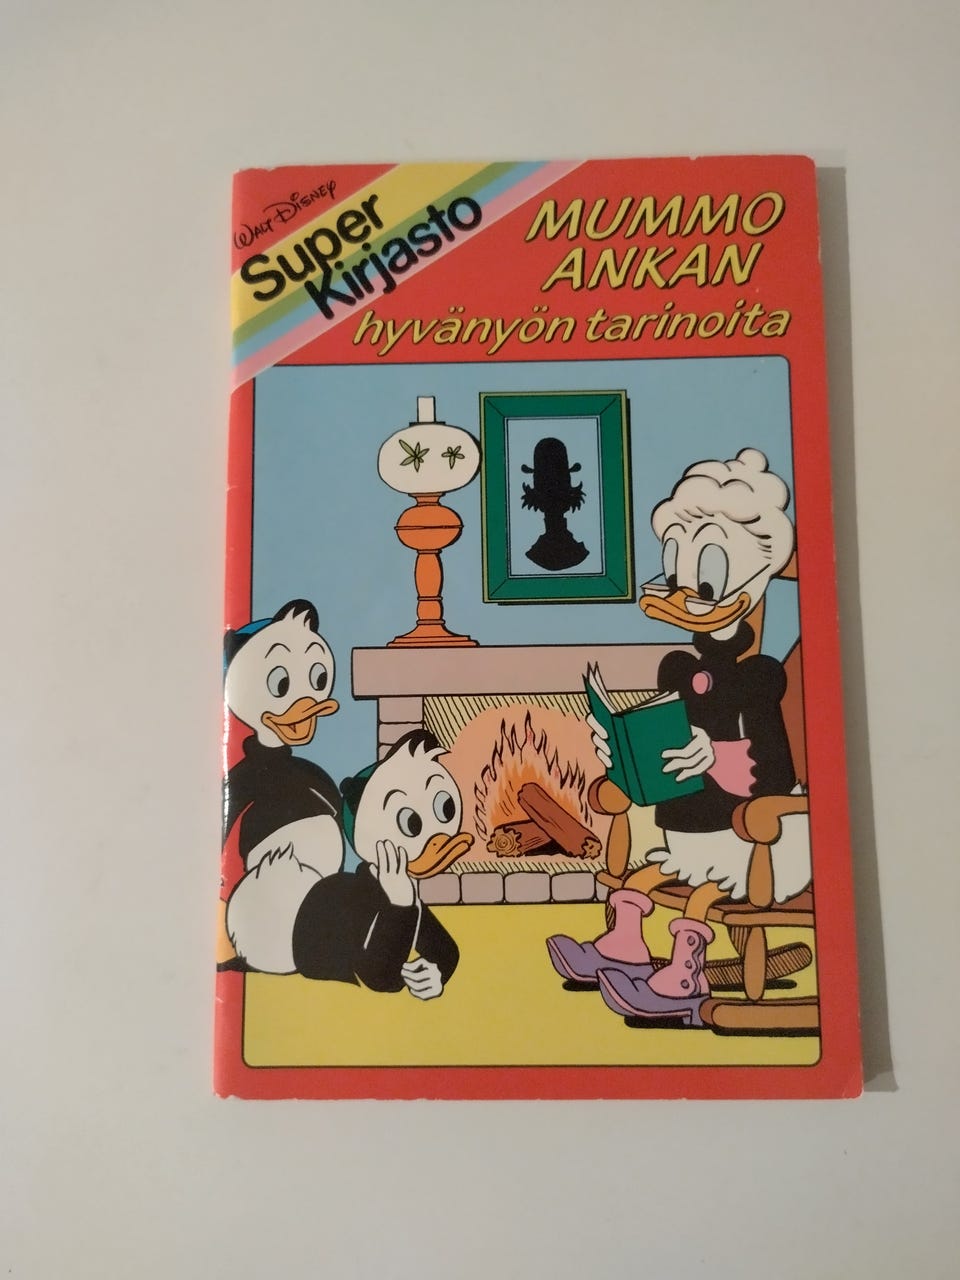 WALT DISNEY
Super
Kirjasto
MUMMO
ANKAN
hyvänyön tarinoita